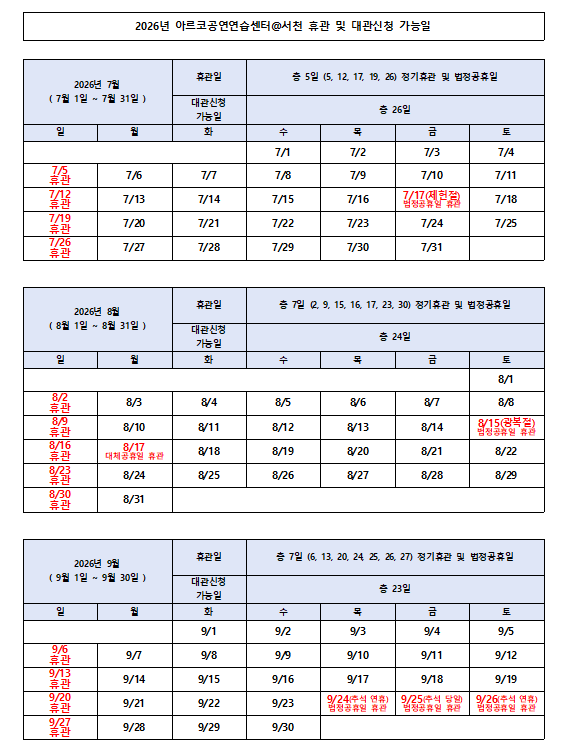 2026년 아르코공연연습센터@서천 휴관 및 대관신청 가능일
2026년 7월
( 7월 1일 ~ 7월 31일 )
휴관일
총 5일 (5, 12, 17, 19, 26) 정기휴관 및 법정공휴일
대관신청
가능일
총 26일
일 월 화 수 목 금 토
7/1 7/2 7/3 7/4
7/5 휴관 7/6 7/7 7/8 7/9 7/10 7/11
7/12 휴관 7/13 7/14 7/15 7/16 7/17(제헌절) 법정공휴일 휴관 7/18
7/19 휴관 7/20 7/21 7/22 7/23 7/24 7/25
7/26 휴관 7/27 7/28 7/29 7/30 7/31
2026년 8월
( 8월 1일 ~ 8월 31일 )
휴관일
총 7일 (2, 9, 15, 16, 17, 23, 30) 정기휴관 및 법정공휴일
대관신청
가능일
총 24일
일 월 화 수 목 금 토
8/1
8/2 휴관 8/3 8/4 8/5 8/6 8/7 8/8
8/9 휴관 8/10 8/11 8/12 8/13 8/14 8/15(광복절) 법정공휴일 휴관
8/16 휴관 8/17 대체공휴일 휴관 8/18 8/19 8/20 8/21 8/22
8/23 휴관 8/24 8/25 8/26 8/27 8/28 8/29
8/30 휴관 8/31
2026년 9월
( 9월 1일 ~ 9월 30일 )
휴관일
총 7일 (6, 13, 20, 24, 25, 26, 27) 정기휴관 및 법정공휴일
대관신청
가능일
총 23일
일 월 화 수 목 금 토
9/1 9/2 9/3 9/4 9/5
9/6 휴관 9/7 9/8 9/9 9/10 9/11 9/12
9/13 휴관 9/14 9/15 9/16 9/17 9/18 9/19
9/20 휴관 9/21 9/22 9/23 9/24(추석 연휴) 법정공휴일 휴관 9/25(추석 당일) 법정공휴일 휴관 9/26(추석 연휴) 법정공휴일 휴관
9/27 휴관 9/28 9/29 9/30